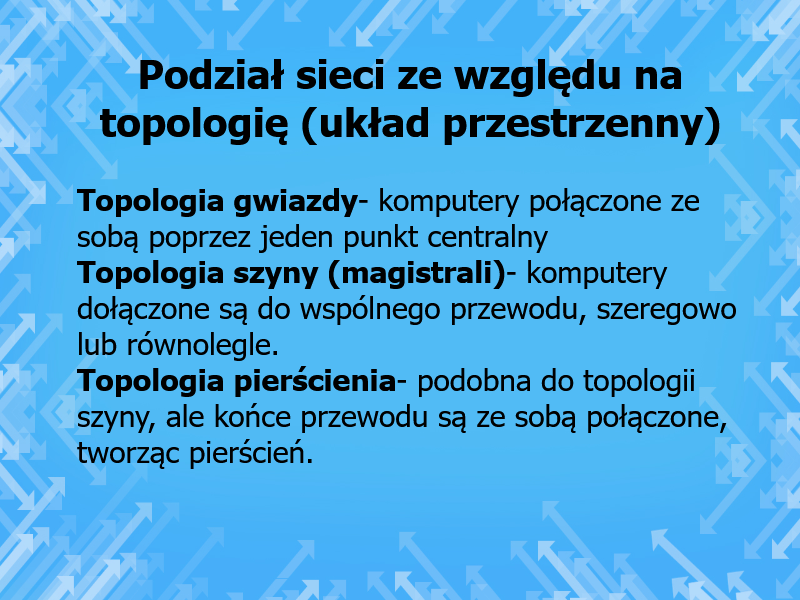 Podział sieci ze względu na
topologię (układ przestrzenny)
Topologia gwiazdy- komputery połączone ze
sobą poprzez jeden punkt centralny
Topologia szyny (magistrali)- komputery
dołączone są do wspólnego przewodu, szeregowo
lub równolegle.
Topologia pierścienia- podobna do topologii
szyny, ale końce przewodu są ze sobą połączone,
tworząc pierścień.